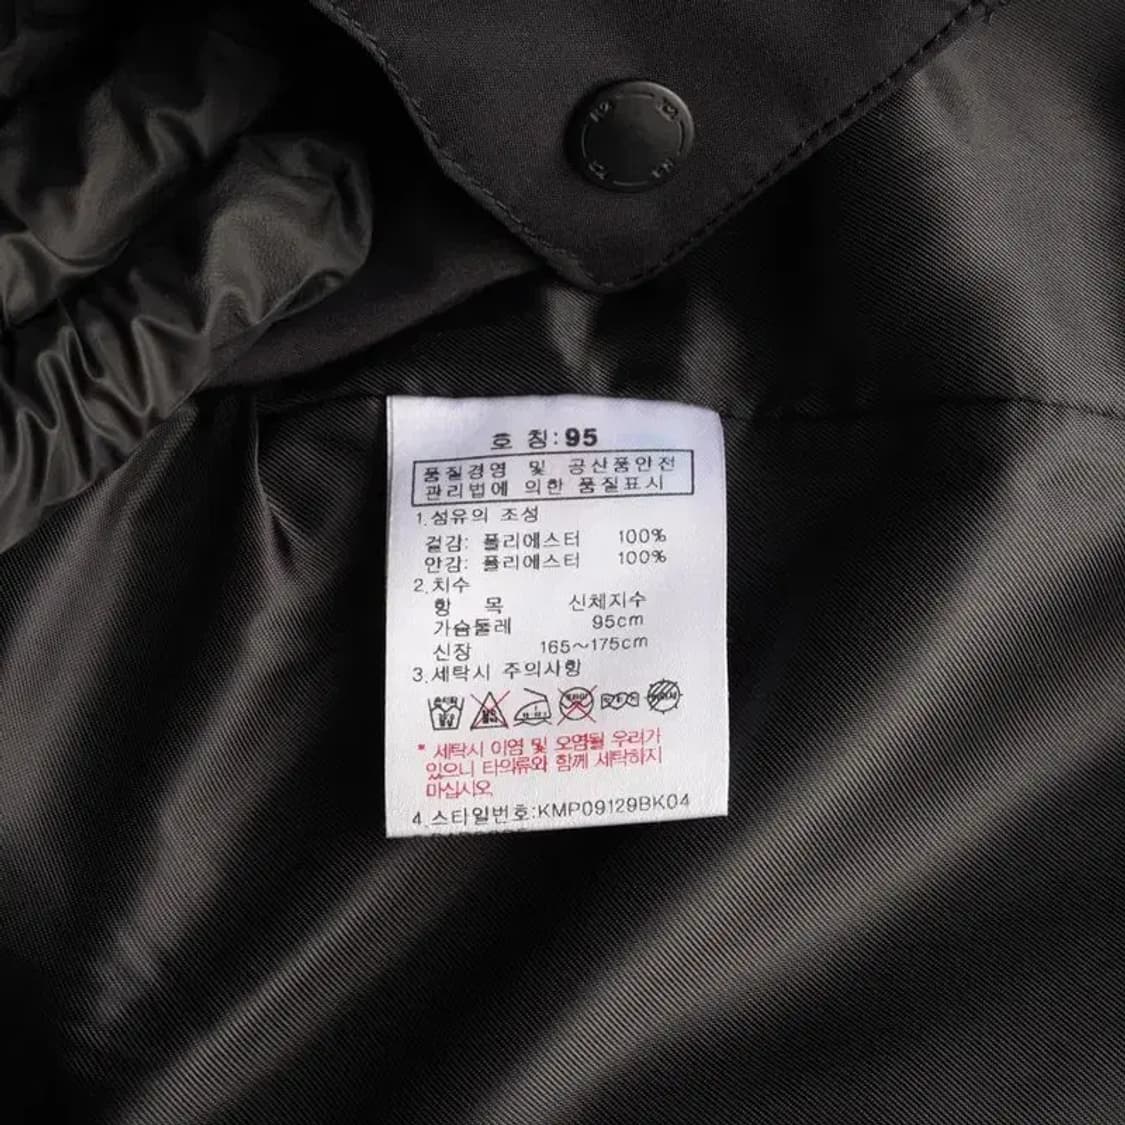 호 칭:95
품질경영 및 공산품안전
관리법에 의한 품질표시
1.섬유의 조성
겉감: 폴리에스터 100%
안감: 폴리에스터 100%
2.치수
항 목 신체지수
가슴둘레 95cm
신장 165~175cm
3.세탁시 주의사항
* 세탁시 이염 및 오염될 우려가
있으니 타의류와 함께 세탁하지
마십시오.
4.스타일번호:KMP09129BK04